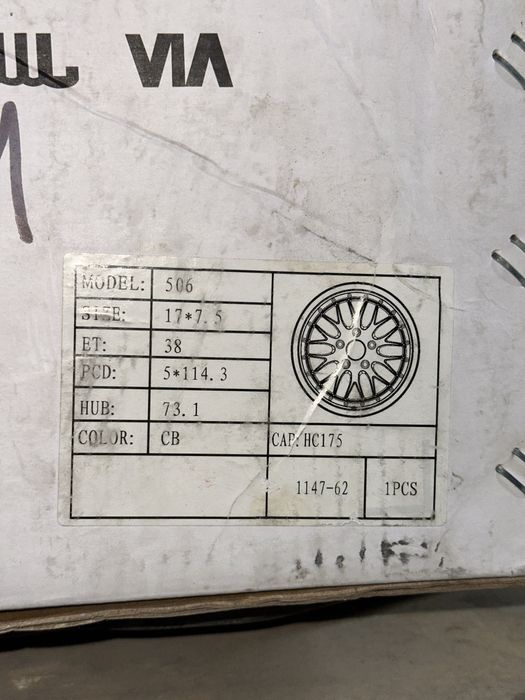 VIA
MODEL: 506
SIZE: 17*7.5
ET: 38
PCD: 5*114.3
HUB: 73.1
COLOR: CB
CAP: HC175
1147-62 1PCS